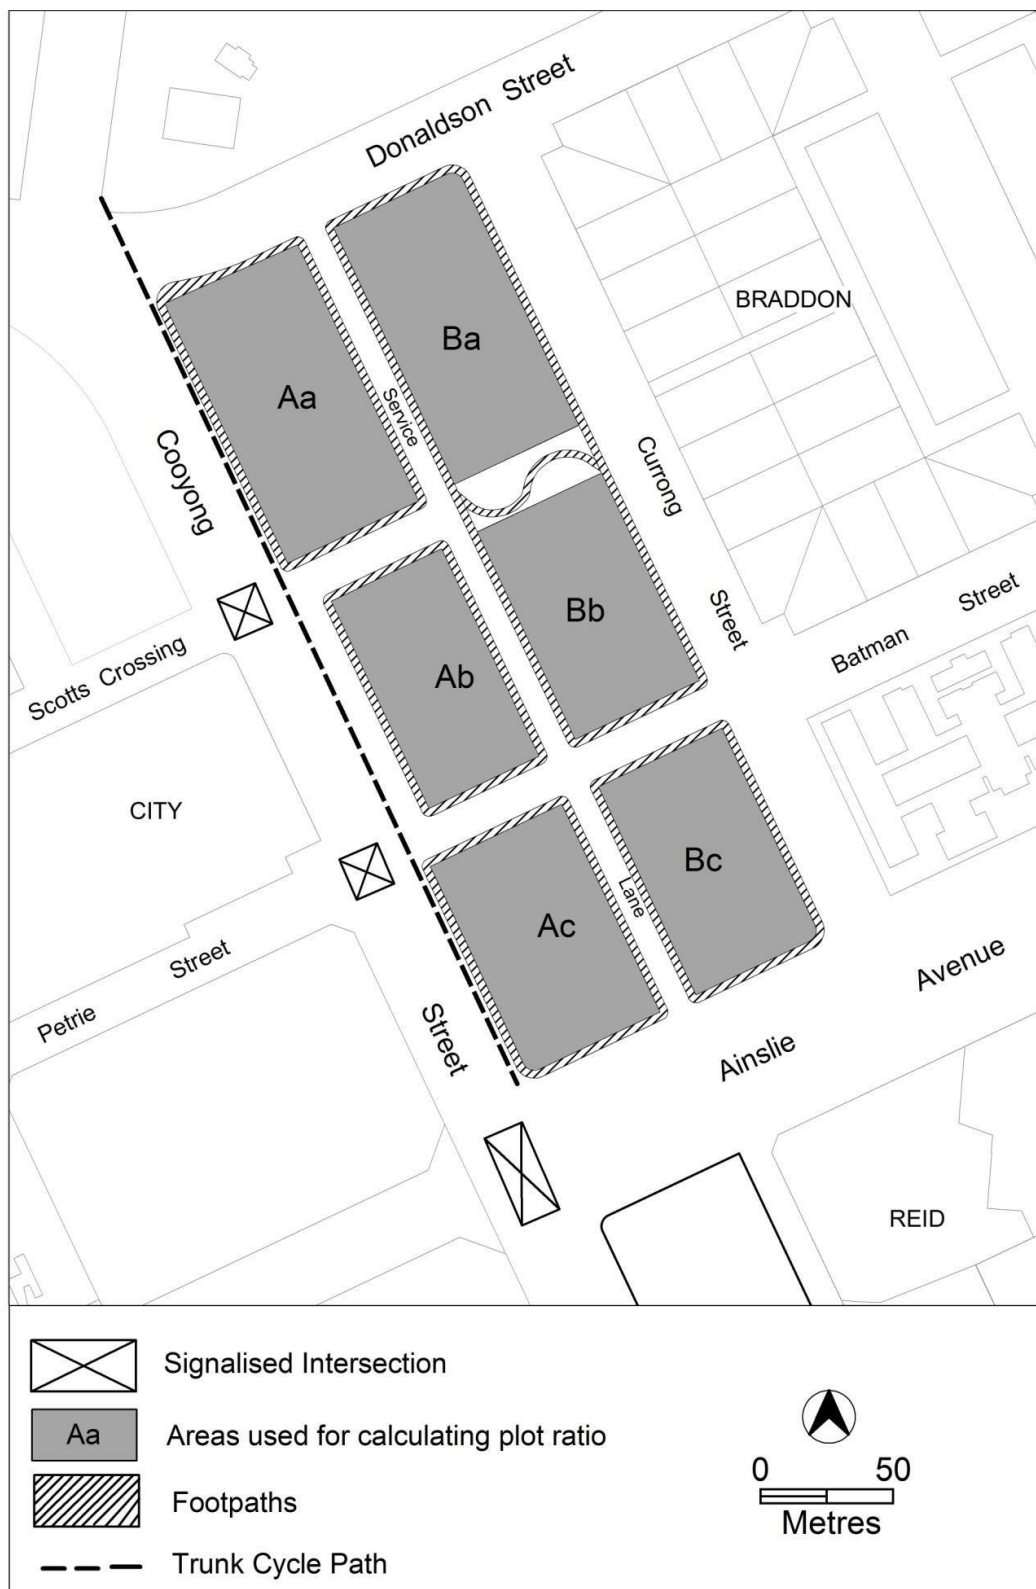 Donaldson Street
BRADDON
Ba
Aa
Service
Cooyong
Currong
Street
Bb
Batman Street
Scotts Crossing
Ab
CITY
Bc
Lane
Ac
Petrie Street
Street
Ainslie Avenue
REID
Signalised Intersection
Aa Areas used for calculating plot ratio
Footpaths
Trunk Cycle Path
0 50
Metres